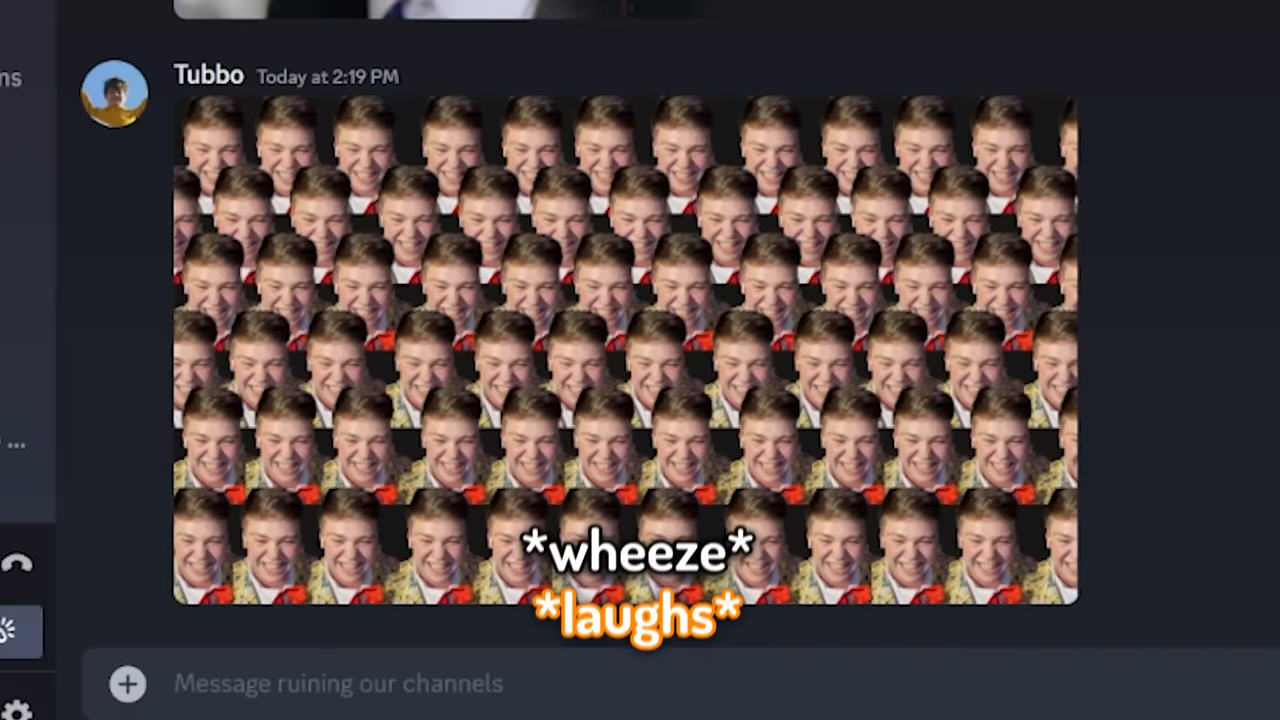 Tubbo Today at 2:19 PM
ns
...
*wheeze*
*laughs*
Message ruining our channels